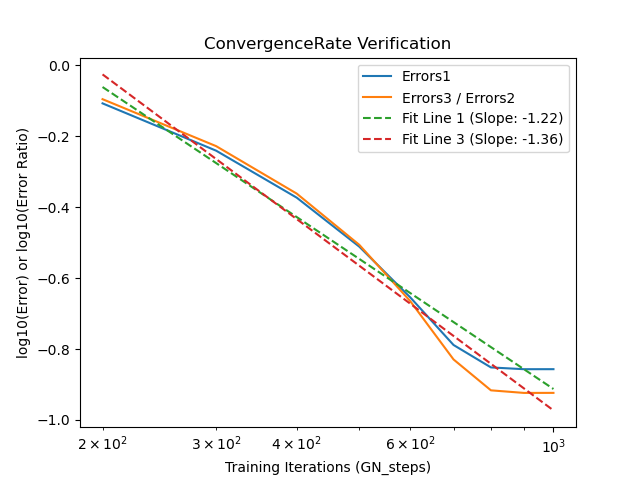 ConvergenceRate Verification
log10(Error) or log10(Error Ratio)
0.0
−0.2
−0.4
−0.6
−0.8
−1.0
Errors1
Errors3 / Errors2
Fit Line 1 (Slope: -1.22)
Fit Line 3 (Slope: -1.36)
2 × 10² 3 × 10² 4 × 10² 6 × 10² 10³
Training Iterations (GN_steps)